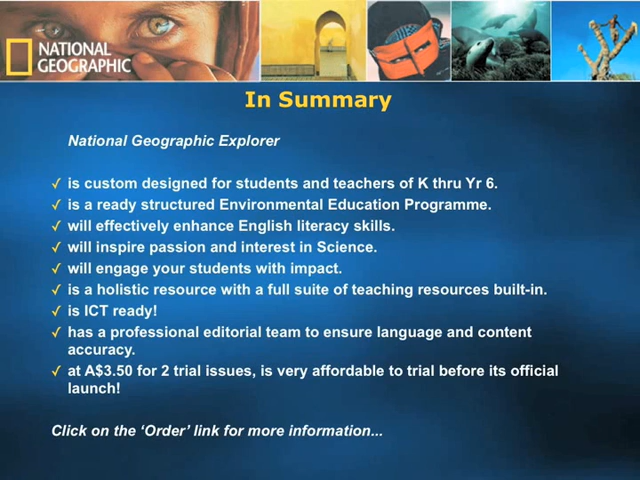 NATIONAL
GEOGRAPHIC
In Summary
National Geographic Explorer
✓ is custom designed for students and teachers of K thru Yr 6.
✓ is a ready structured Environmental Education Programme.
✓ will effectively enhance English literacy skills.
✓ will inspire passion and interest in Science.
✓ will engage your students with impact.
✓ is a holistic resource with a full suite of teaching resources built-in.
✓ is ICT ready!
✓ has a professional editorial team to ensure language and content
accuracy.
✓ at A$3.50 for 2 trial issues, is very affordable to trial before its official
launch!
Click on the ‘Order’ link for more information...